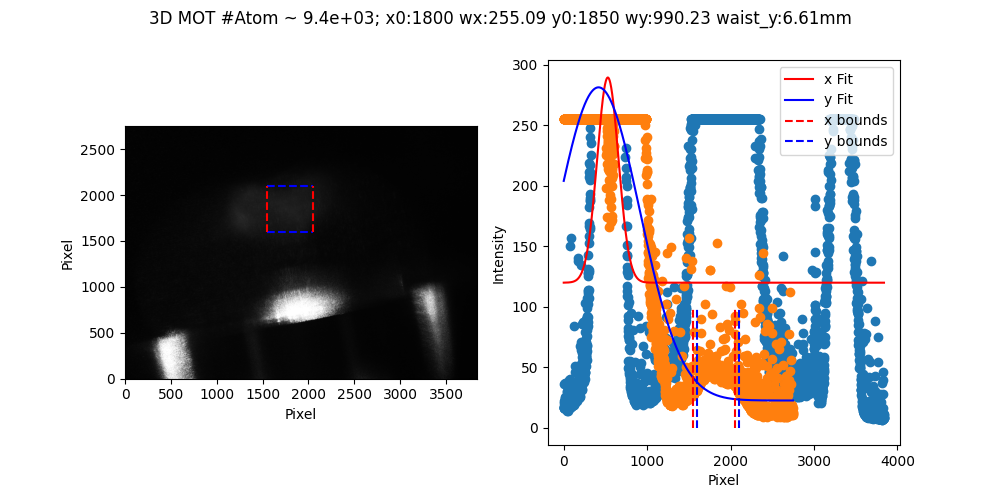 3D MOT #Atom ~ 9.4e+03; x0:1800 wx:255.09 y0:1850 wy:990.23 waist_y:6.61mm
2500
2000
1500
1000
500
0
Pixel
0 500 1000 1500 2000 2500 3000 3500
Pixel
300
250
200
150
100
50
0
Intensity
x Fit
y Fit
x bounds
y bounds
0 1000 2000 3000 4000
Pixel